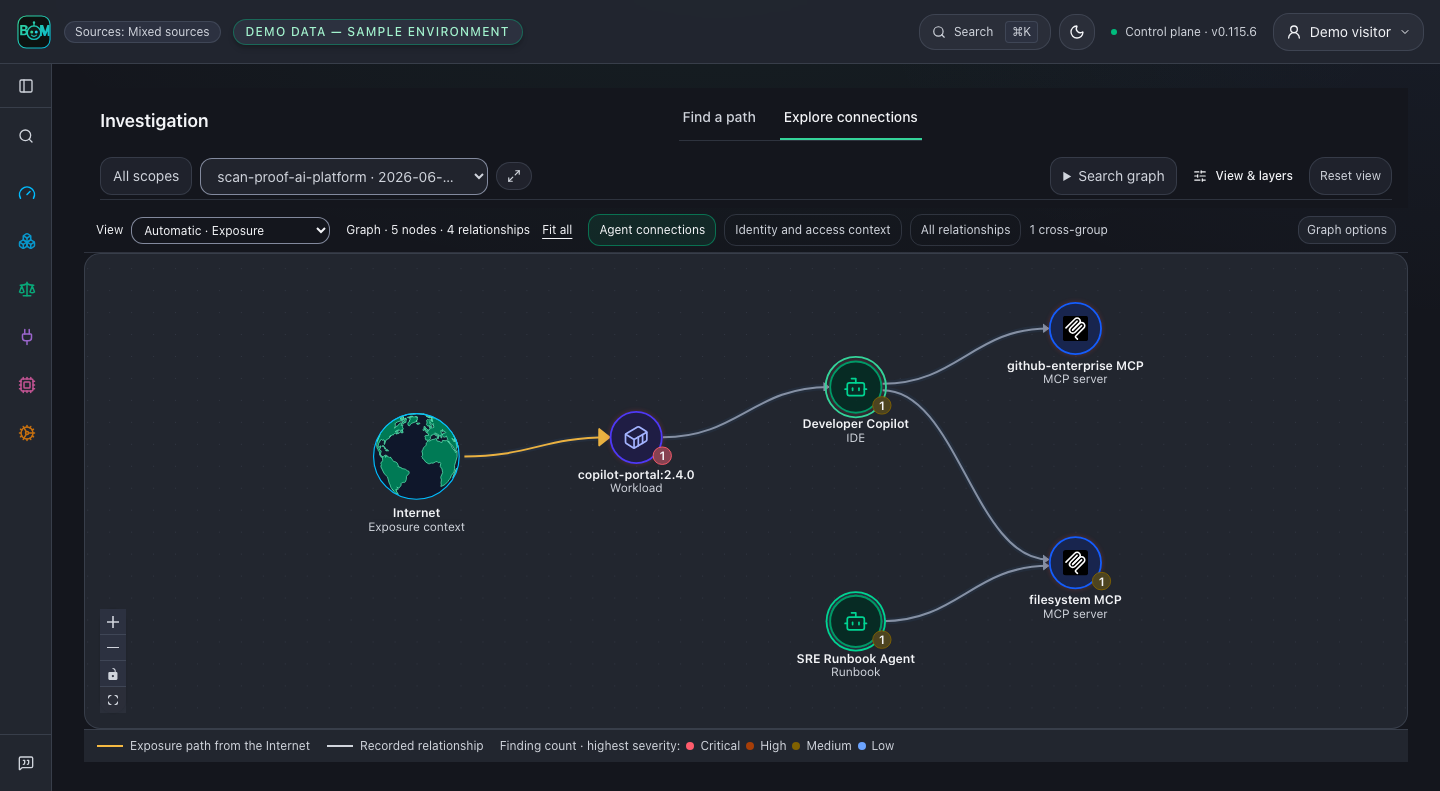 BOM
Sources: Mixed sources
DEMO DATA — SAMPLE ENVIRONMENT
Search
⌘K
Control plane · v0.115.6
Demo visitor
Investigation
Find a path
Explore connections
All scopes
scan-proof-ai-platform · 2026-06-...
Search graph
View & layers
Reset view
View
Automatic · Exposure
Graph · 5 nodes · 4 relationships
Fit all
Agent connections
Identity and access context
All relationships
1 cross-group
Graph options
github-enterprise MCP
MCP server
1
Developer Copilot
IDE
1
copilot-portal:2.4.0
Workload
Internet
Exposure context
1
filesystem MCP
MCP server
1
SRE Runbook Agent
Runbook
Exposure path from the Internet
Recorded relationship
Finding count · highest severity:
Critical
High
Medium
Low